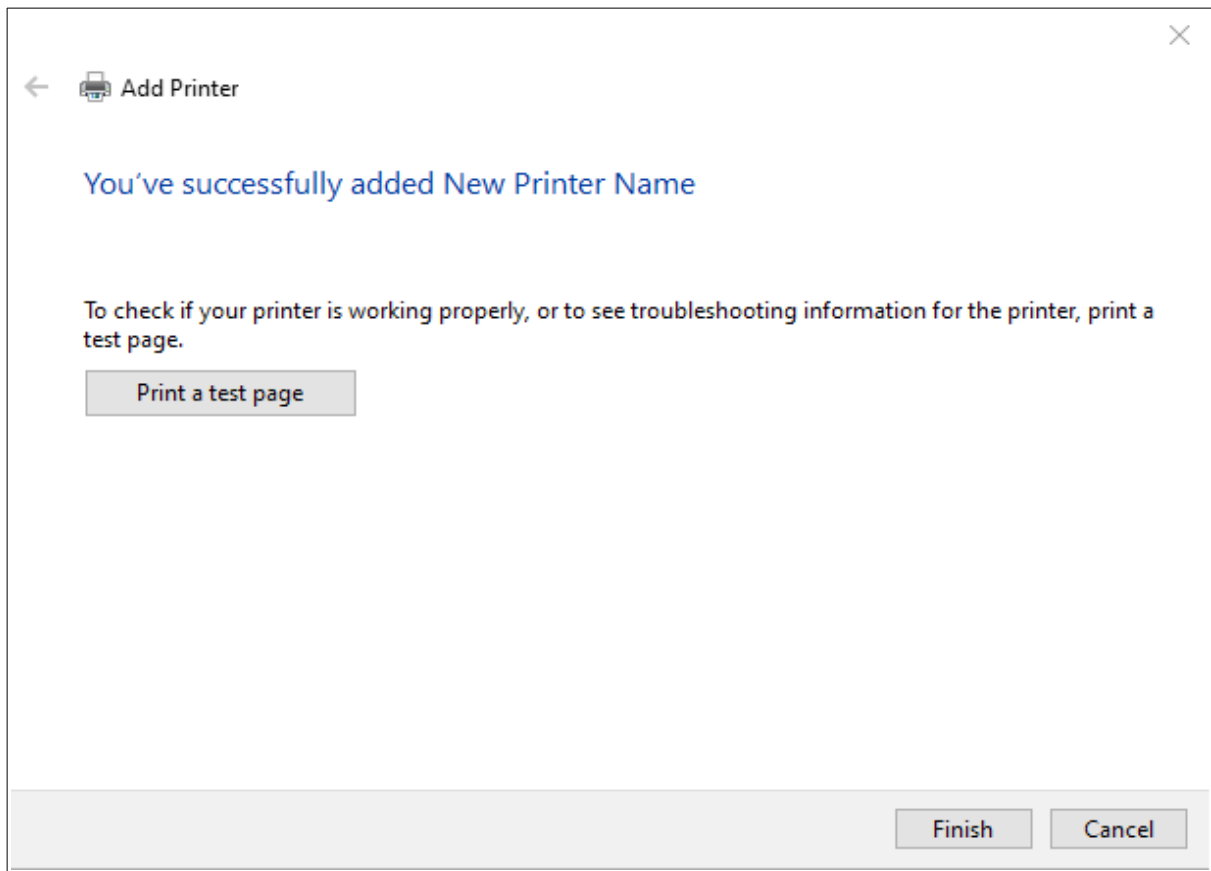 Add Printer
You've successfully added New Printer Name
To check if your printer is working properly, or to see troubleshooting information for the printer, print a
test page.
Print a test page
Finish
Cancel